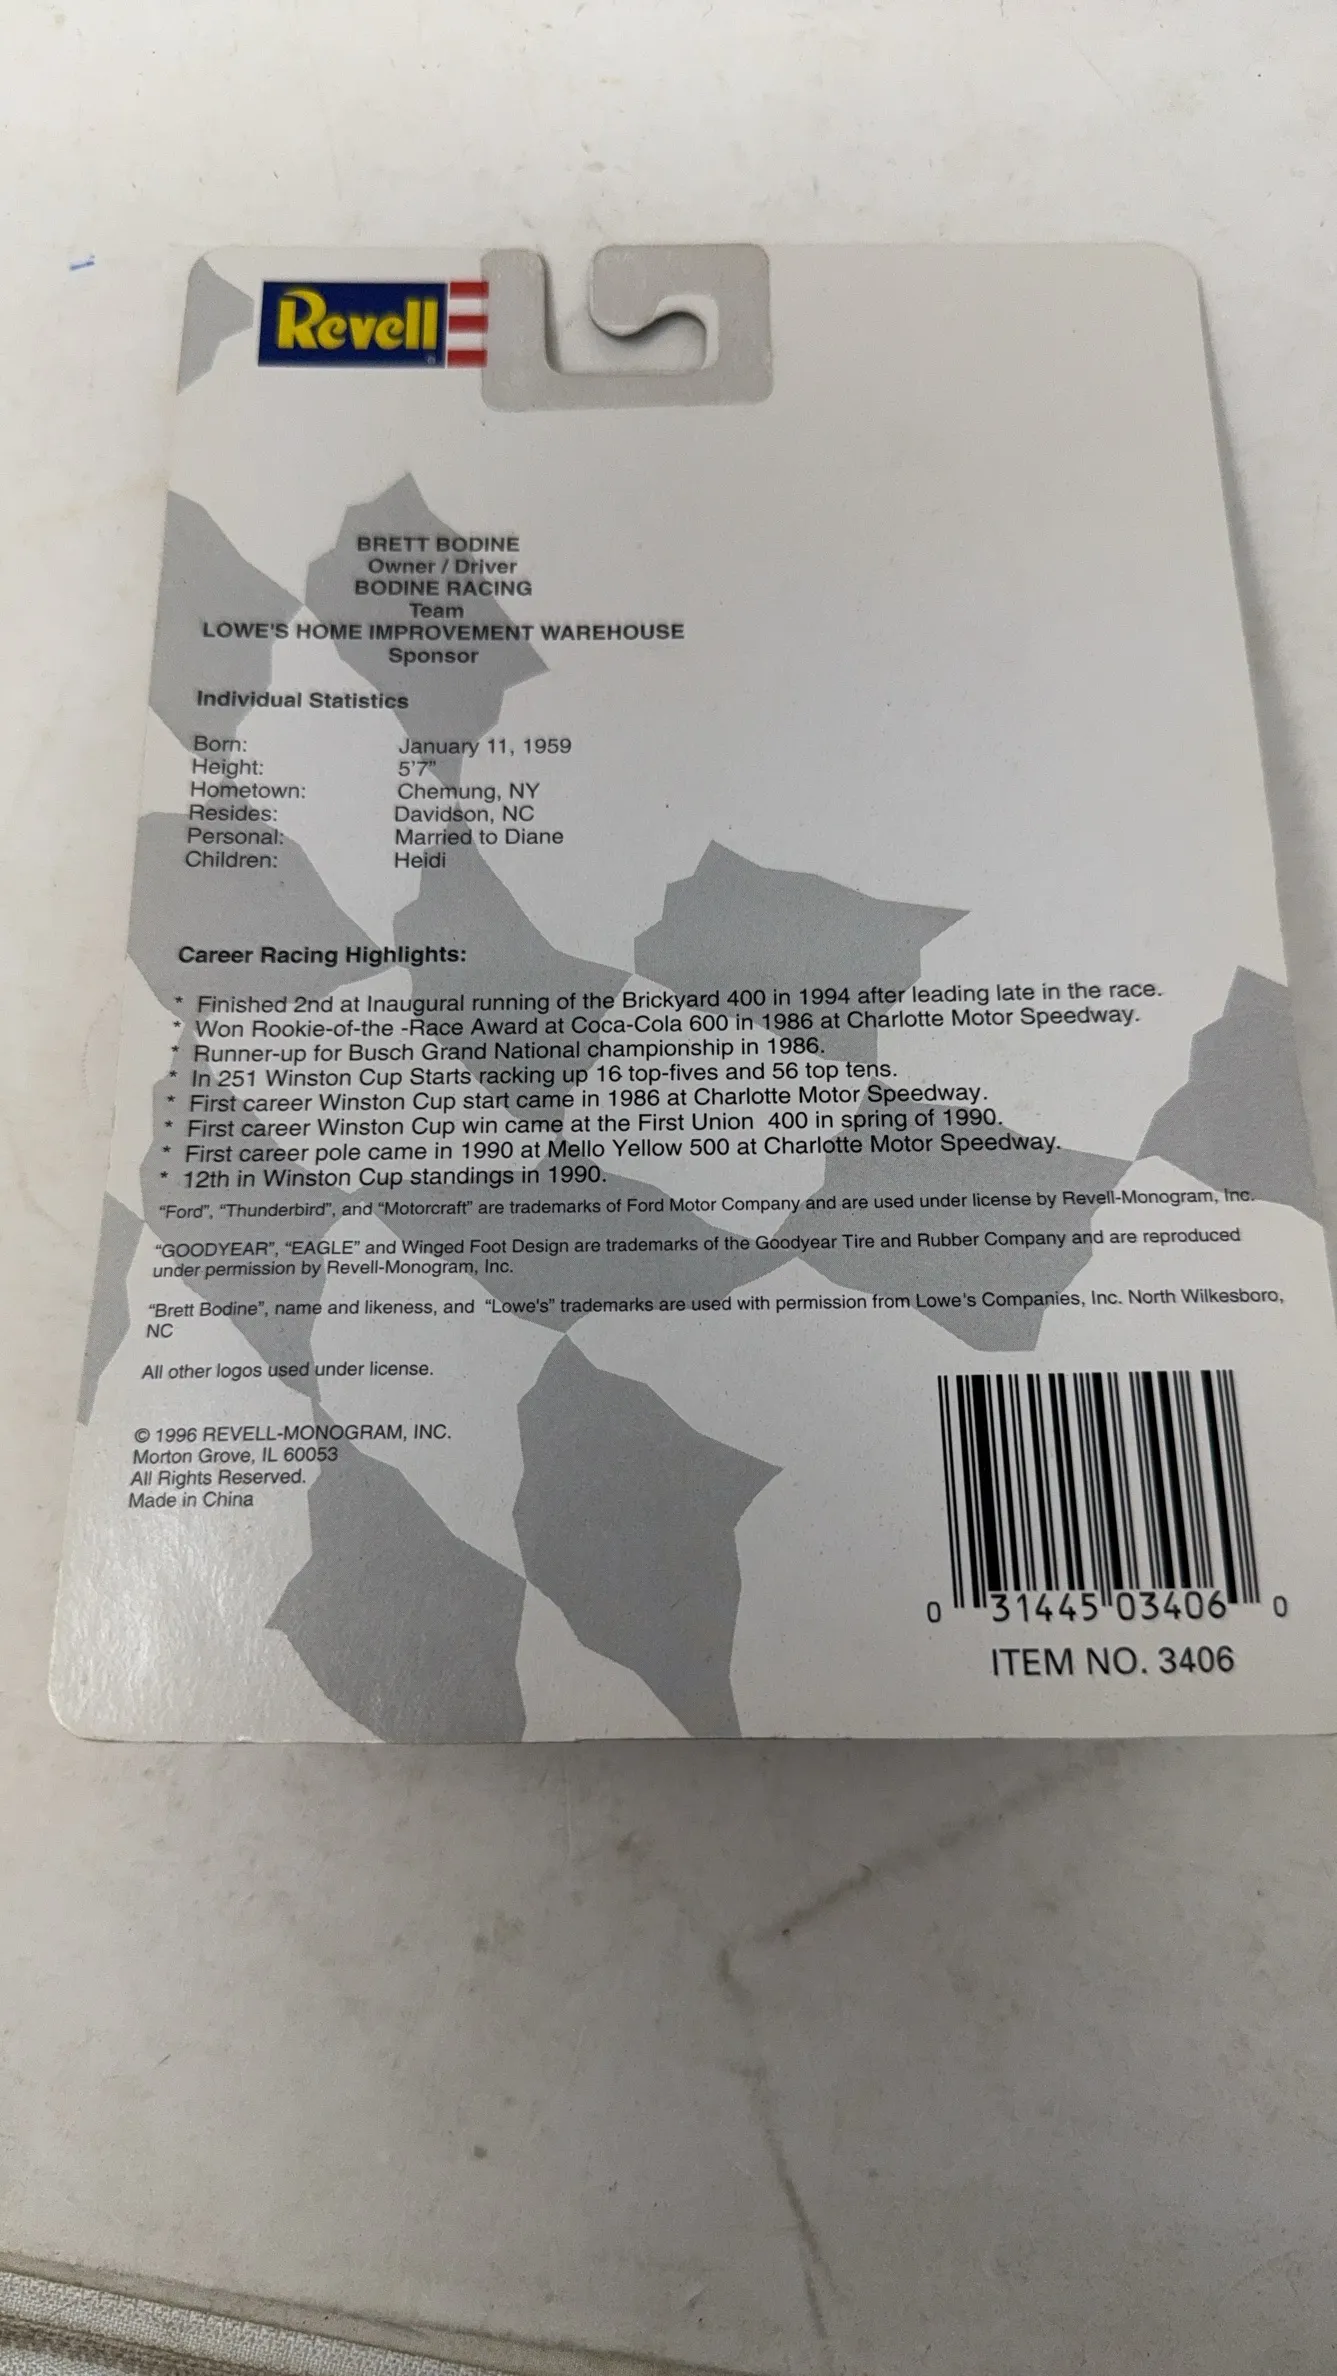 Revell
BRETT BODINE
Owner / Driver
BODINE RACING
Team
LOWE'S HOME IMPROVEMENT WAREHOUSE
Sponsor
Individual Statistics
Born: January 11, 1959
Height: 5'7"
Hometown: Chemung, NY
Resides: Davidson, NC
Personal: Married to Diane
Children: Heidi
Career Racing Highlights:
* Finished 2nd at Inaugural running of the Brickyard 400 in 1994 after leading late in the race.
* Won Rookie-of-the -Race Award at Coca-Cola 600 in 1986 at Charlotte Motor Speedway.
* Runner-up for Busch Grand National championship in 1986.
* In 251 Winston Cup Starts racking up 16 top-fives and 56 top tens.
* First career Winston Cup start came in 1986 at Charlotte Motor Speedway.
* First career Winston Cup win came at the First Union 400 in spring of 1990.
* First career pole came in 1990 at Mello Yellow 500 at Charlotte Motor Speedway.
* 12th in Winston Cup standings in 1990.
"Ford", "Thunderbird", and "Motorcraft" are trademarks of Ford Motor Company and are used under license by Revell-Monogram, Inc.
"GOODYEAR", "EAGLE" and Winged Foot Design are trademarks of the Goodyear Tire and Rubber Company and are reproduced
under permission by Revell-Monogram, Inc.
"Brett Bodine", name and likeness, and "Lowe's" trademarks are used with permission from Lowe's Companies, Inc. North Wilkesboro,
NC
All other logos used under license.
© 1996 REVELL-MONOGRAM, INC.
Morton Grove, IL 60053
All Rights Reserved.
Made in China
0 31445 03406 0
ITEM NO. 3406